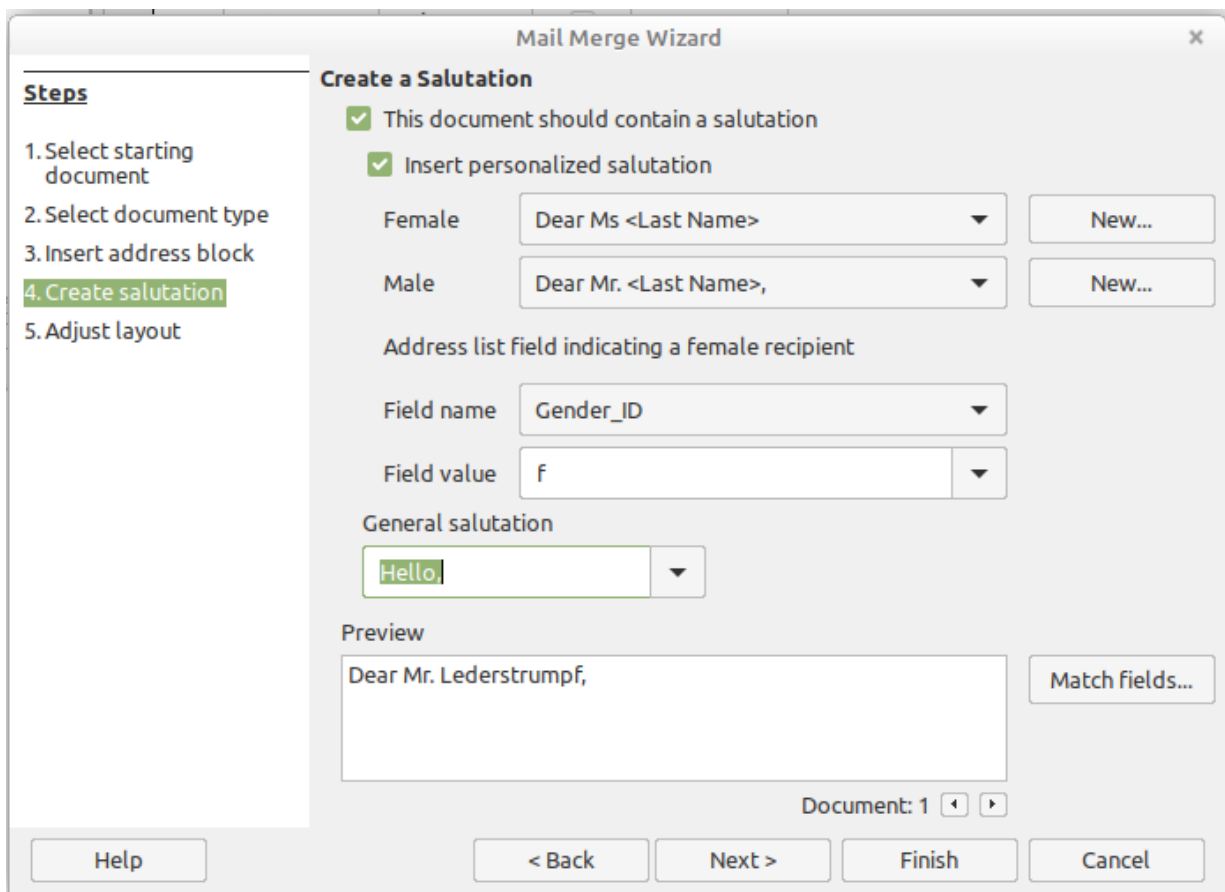 Mail Merge Wizard
Steps
1. Select starting
document
2. Select document type
3. Insert address block
4. Create salutation
5. Adjust layout
Create a Salutation
This document should contain a salutation
Insert personalized salutation
Female Dear Ms <Last Name> New...
Male Dear Mr. <Last Name>, New...
Address list field indicating a female recipient
Field name Gender_ID
Field value f
General salutation
Hello,
Preview
Dear Mr. Lederstrumpf,
Match fields...
Document: 1
Help < Back Next > Finish Cancel